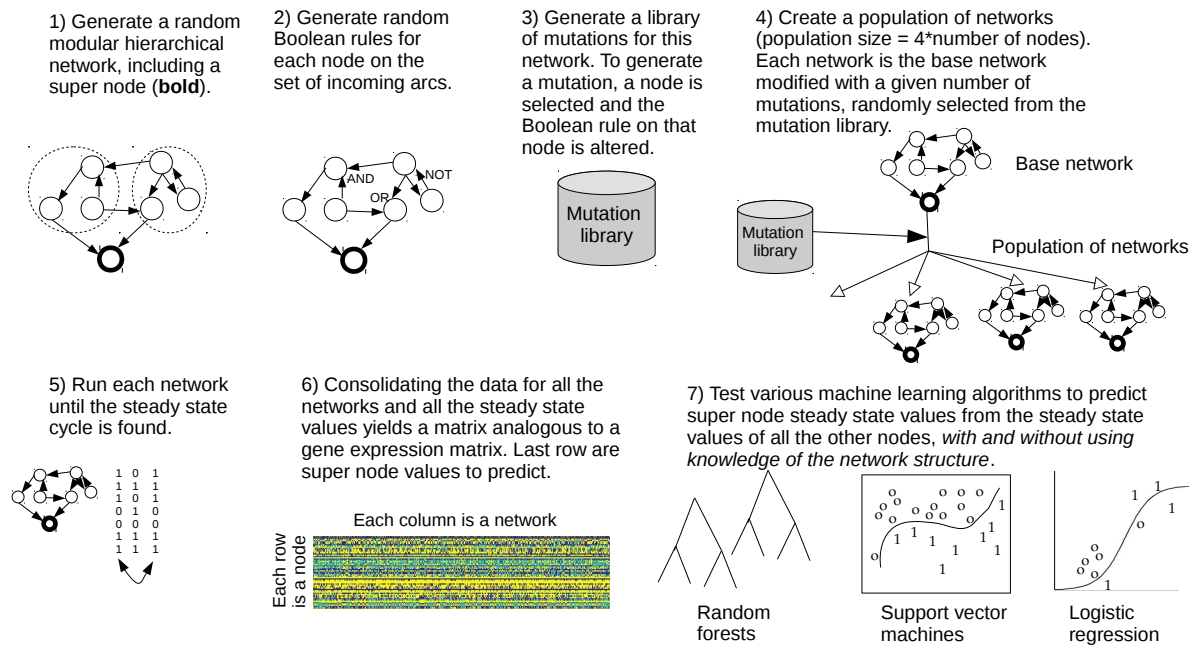 1) Generate a random
modular hierarchical
network, including a
super node (bold).
2) Generate random
Boolean rules for
each node on the
set of incoming arcs.
AND
OR
NOT
3) Generate a library
of mutations for this
network. To generate
a mutation, a node is
selected and the
Boolean rule on that
node is altered.
Mutation
library
4) Create a population of networks
(population size = 4*number of nodes).
Each network is the base network
modified with a given number of
mutations, randomly selected from the
mutation library.
Base network
Mutation
library
Population of networks
5) Run each network
until the steady state
cycle is found.
1 0 1
1 1 1
1 0 1
0 1 0
0 0 0
1 0 1
1 1 1
6) Consolidating the data for all the
networks and all the steady state
values yields a matrix analogous to a
gene expression matrix. Last row are
super node values to predict.
Each column is a network
Each row
is a node
7) Test various machine learning algorithms to predict
super node steady state values from the steady state
values of all the other nodes, with and without using
knowledge of the network structure.
Random
forests
Support vector
machines
Logistic
regression